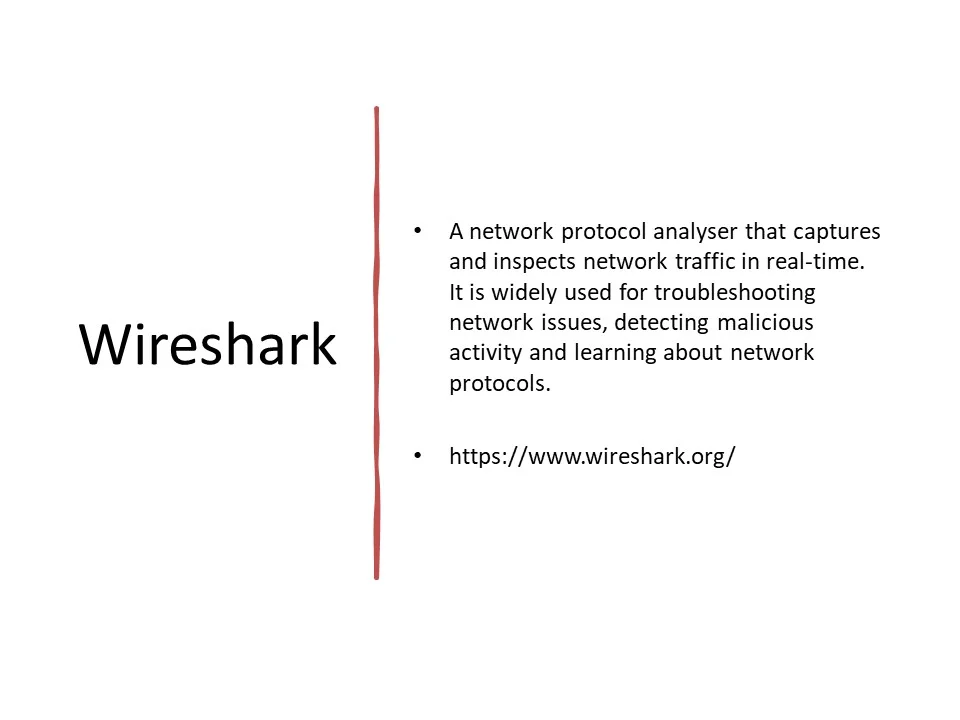 Wireshark
• A network protocol analyser that captures
and inspects network traffic in real-time.
It is widely used for troubleshooting
network issues, detecting malicious
activity and learning about network
protocols.
• https://www.wireshark.org/